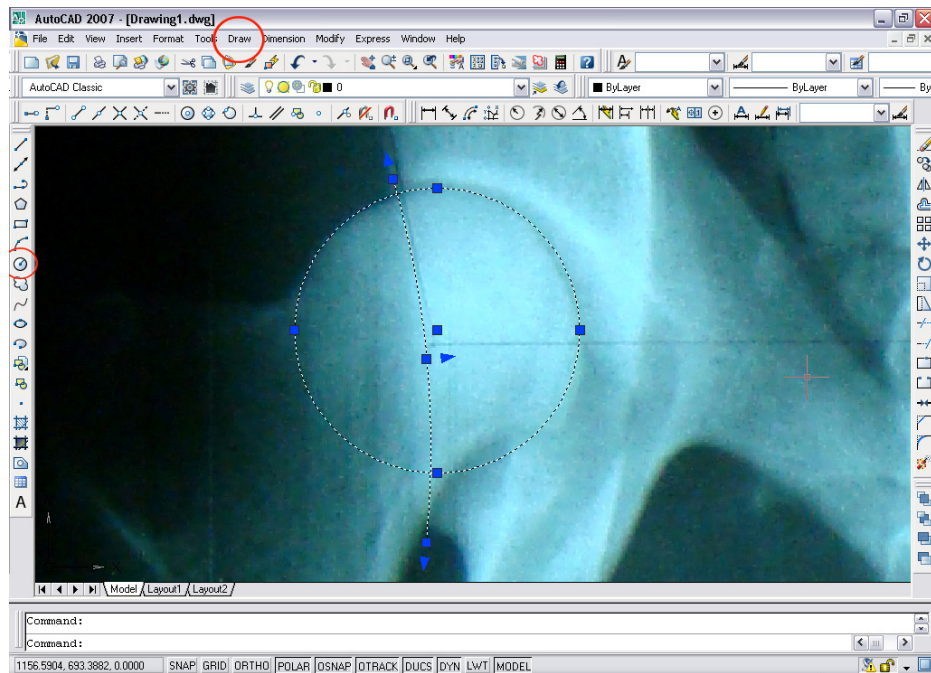 AutoCAD 2007 - [Drawing1.dwg]
File Edit View Insert Format Tools Draw Dimension Modify Express Window Help
ByLayer ByLayer By
AutoCAD Classic 0
A
Model Layout1 Layout2
Command:
Command:
1156.5904, 693.3882, 0.0000 SNAP GRID ORTHO POLAR OSNAP OTRACK DUCS DYN LWT MODEL